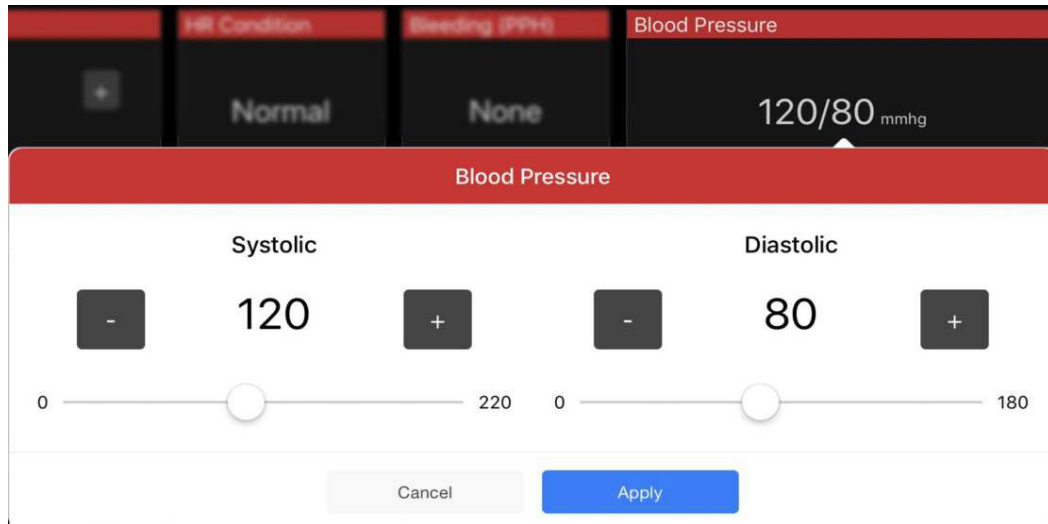 HR Condition
Bleeding (PPH)
Blood Pressure
+
Normal
None
120/80 mmhg
Blood Pressure
Systolic
Diastolic
-
120
+
-
80
+
0
220
0
180
Cancel
Apply